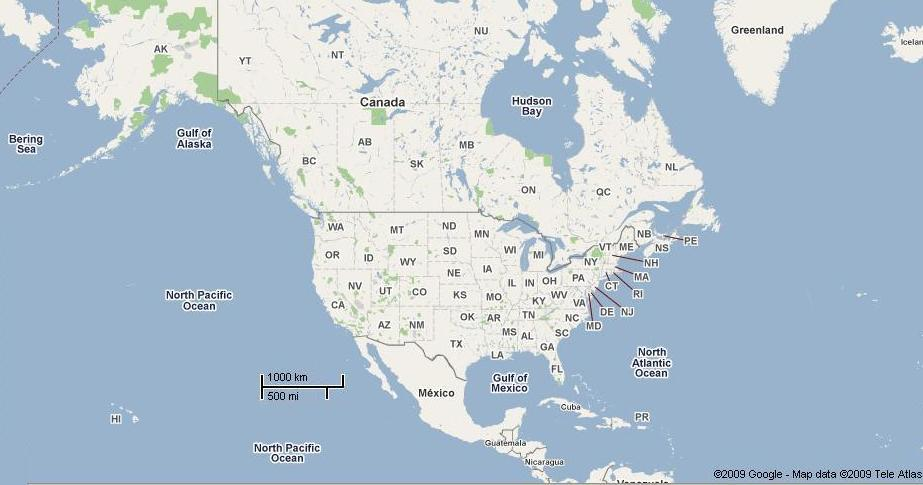 NU
Greenland
AK
NT
YT
Icelan
Canada
Hudson
Bay
Gulf of
Alaska
Bering
Sea
AB
MB
BC
SK
NL
ON
QC
WA
MT
ND
MN
NB
PE
VT
ME
NS
OR
ID
SD
WI
MI
NY
NH
WY
NE
IA
MA
PA
NV
UT
CO
IL
IN
OH
CT
RI
North Pacific
Ocean
CA
KS
MO
KY
WV
VA
DE
NJ
AZ
NM
OK
AR
TN
NC
MD
MS
AL
SC
TX
GA
LA
FL
North
Atlantic
Ocean
1000 km
500 mi
Gulf of
Mexico
México
Cuba
HI
PR
Guatemala
North Pacific
Ocean
Nicaragua
©2009 Google - Map data ©2009 Tele Atlas